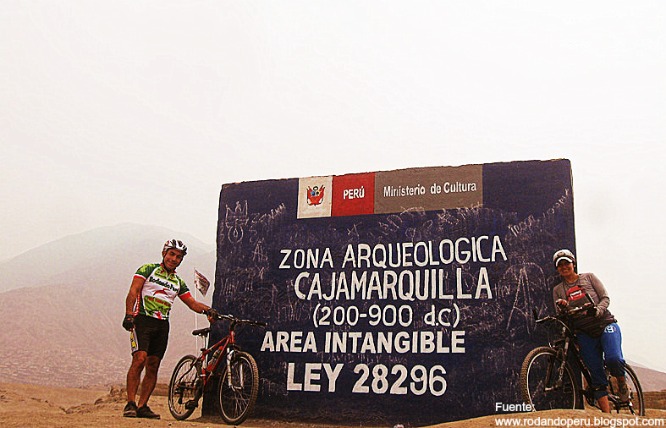 PERÚ
Ministerio de Cultura
ZONA ARQUEOLOGICA
CAJAMARQUILLA
(200-900 dc)
AREA INTANGIBLE
LEY 28296
Fuente:
www.rodandoperu.blogspot.com